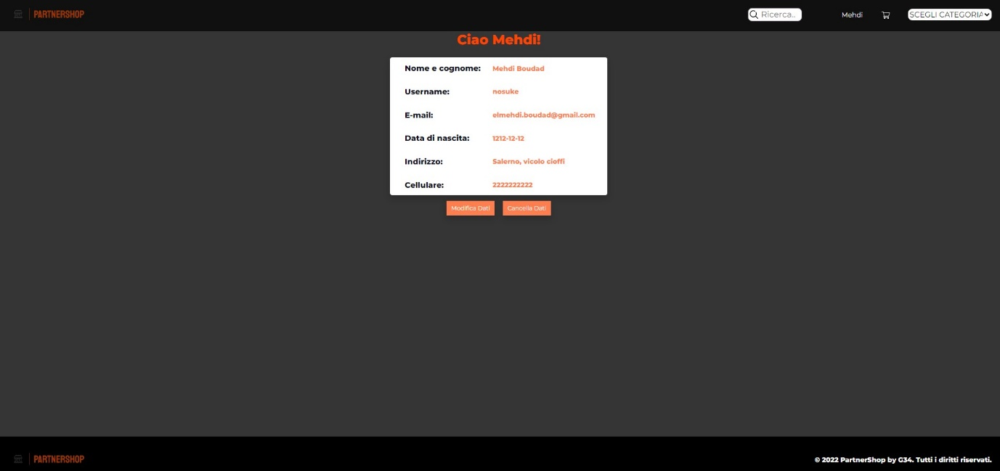 PARTNERSHOP
Ricerca..
Mehdi
SCEGLI CATEGORIA
Ciao Mehdi!
Nome e cognome: Mehdi Boudad
Username: nosuke
E-mail: elmehdi.boudad@gmail.com
Data di nascita: 1212-12-12
Indirizzo: Salerno, vicolo cioffi
Cellulare: 2222222222
Modifica Dati Cancella Dati
PARTNERSHOP
© 2022 PartnerShop by G34. Tutti i diritti riservati.